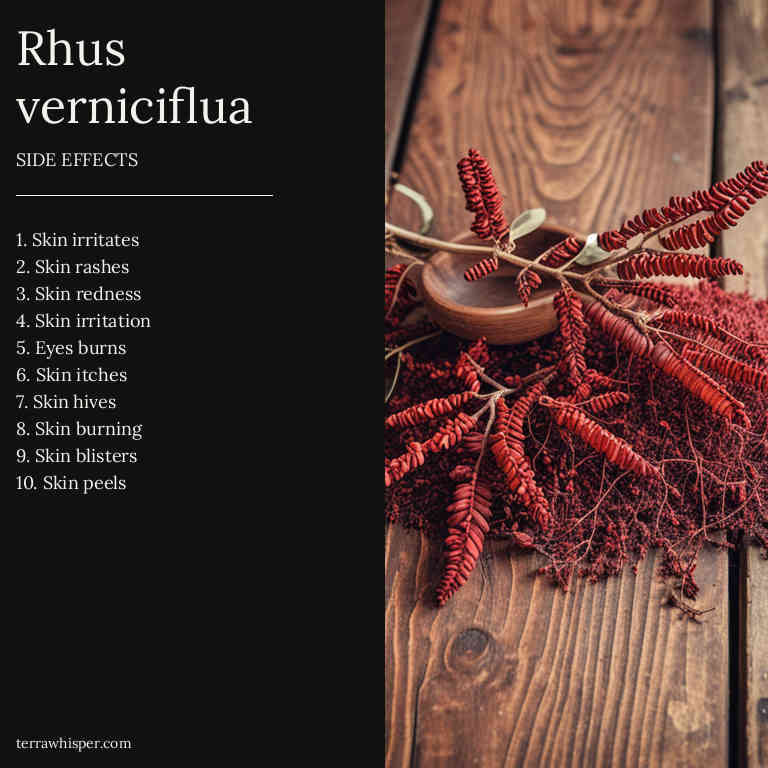 Rhus
verniciflua
SIDE EFFECTS
1. Skin irritates
2. Skin rashes
3. Skin redness
4. Skin irritation
5. Eyes burns
6. Skin itches
7. Skin hives
8. Skin burning
9. Skin blisters
10. Skin peels
terrawhisper.com